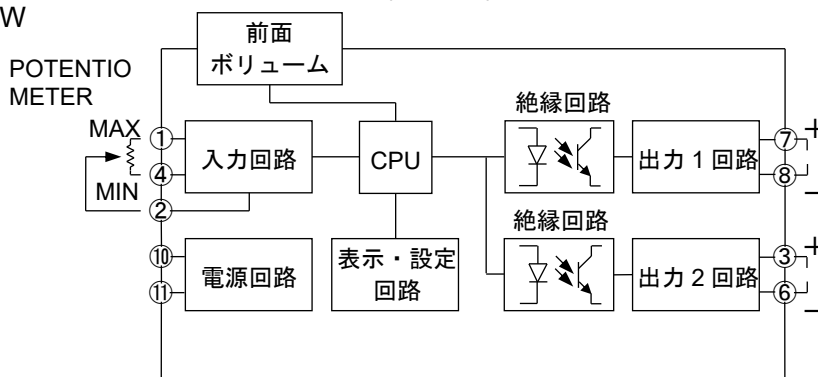 W
前面
ボリューム
POTENTIO
METER
MAX
①
④
MIN
②
入力回路
CPU
絶縁回路
出力1回路
⑦
⑧
+
−
⑩
⑪
電源回路
表示・設定
回路
絶縁回路
出力2回路
③
⑥
+
−